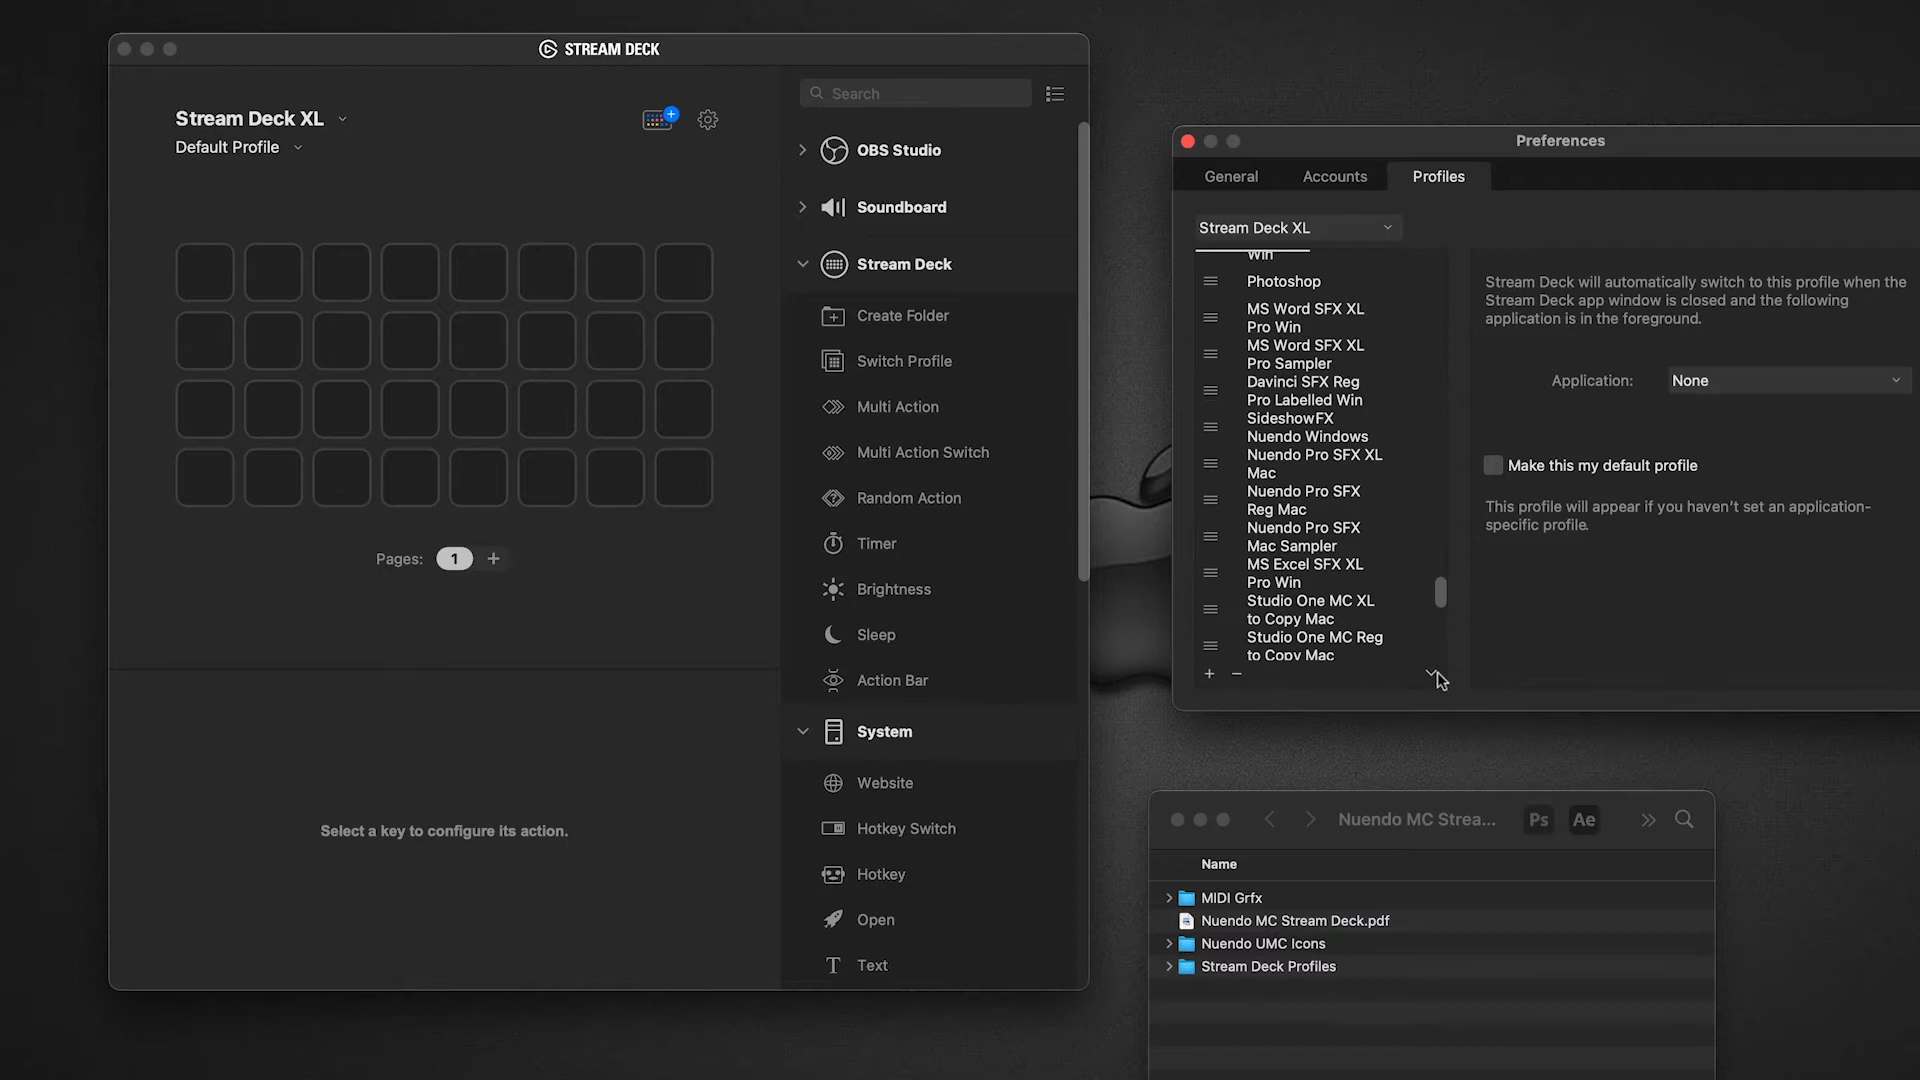 STREAM DECK
Stream Deck XL
Default Profile
Pages:
1
+
Select a key to configure its action.
Search
OBS Studio
Soundboard
Stream Deck
Create Folder
Switch Profile
Multi Action
Multi Action Switch
Random Action
Timer
Brightness
Sleep
Action Bar
System
Website
Hotkey Switch
Hotkey
Open
Text
Preferences
General
Accounts
Profiles
Stream Deck XL
Win
Photoshop
MS Word SFX XL
Pro Win
MS Word SFX XL
Pro Sampler
Davinci SFX Reg
Pro Labelled Win
SideshowFX
Nuendo Windows
Nuendo Pro SFX XL
Mac
Nuendo Pro SFX
Reg Mac
Nuendo Pro SFX
Mac Sampler
MS Excel SFX XL
Pro Win
Studio One MC XL
to Copy Mac
Studio One MC Reg
to Copy Mac
+ −
Stream Deck will automatically switch to this profile when the
Stream Deck app window is closed and the following
application is in the foreground.
Application:
None
Make this my default profile
This profile will appear if you haven't set an application-
specific profile.
Nuendo MC Strea...
Ps
Ae
Name
MIDI Grfx
Nuendo MC Stream Deck.pdf
Nuendo UMC Icons
Stream Deck Profiles